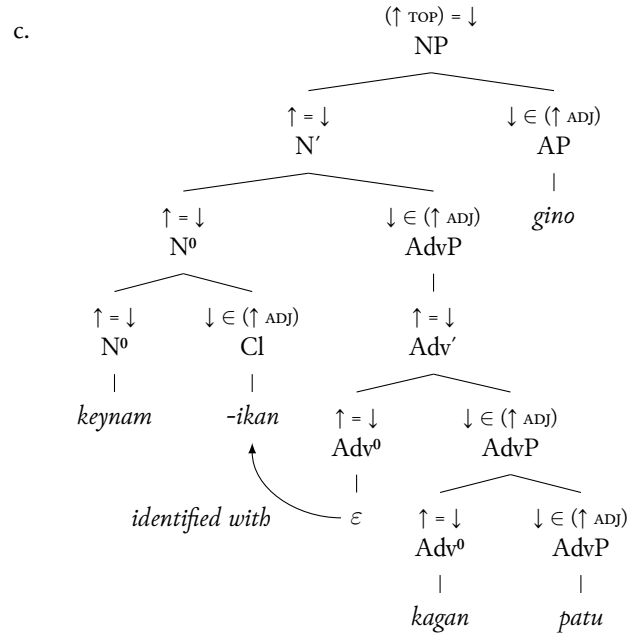 c.
(↑ TOP) = ↓
NP
↑ = ↓ ↓ ∈ (↑ ADJ)
N′ AP
gino
↑ = ↓ ↓ ∈ (↑ ADJ)
N⁰ AdvP
↑ = ↓ ↓ ∈ (↑ ADJ) ↑ = ↓
N⁰ Cl Adv′
keynam -ikan
↑ = ↓ ↓ ∈ (↑ ADJ)
Adv⁰ AdvP
identified with ε
↑ = ↓ ↓ ∈ (↑ ADJ)
Adv⁰ AdvP
kagan patu